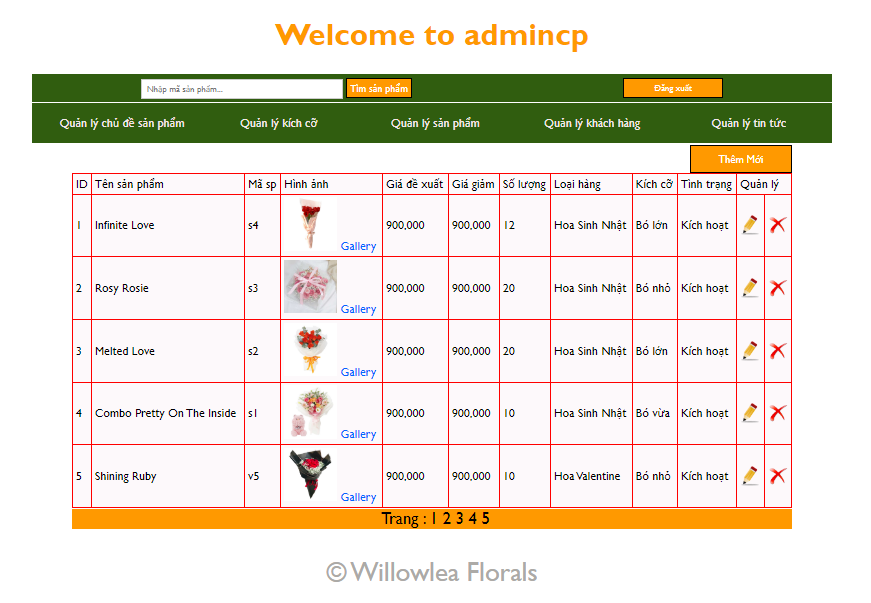 Welcome to admincp
Nhập mã sản phẩm... Tìm sản phẩm Đăng xuất
Quản lý chủ đề sản phẩm Quản lý kích cỡ Quản lý sản phẩm Quản lý khách hàng Quản lý tin tức
Thêm Mới
ID Tên sản phẩm Mã sp Hình ảnh Giá đề xuất Giá giảm Số lượng Loại hàng Kích cỡ Tình trạng Quản lý
1 Infinite Love s4 Gallery 900,000 900,000 12 Hoa Sinh Nhật Bó lớn Kích hoạt
2 Rosy Rosie s3 Gallery 900,000 900,000 20 Hoa Sinh Nhật Bó nhỏ Kích hoạt
3 Melted Love s2 Gallery 900,000 900,000 20 Hoa Sinh Nhật Bó lớn Kích hoạt
4 Combo Pretty On The Inside s1 Gallery 900,000 900,000 10 Hoa Sinh Nhật Bó vừa Kích hoạt
5 Shining Ruby v5 Gallery 900,000 900,000 10 Hoa Valentine Bó nhỏ Kích hoạt
Trang : 1 2 3 4 5
© Willowlea Florals